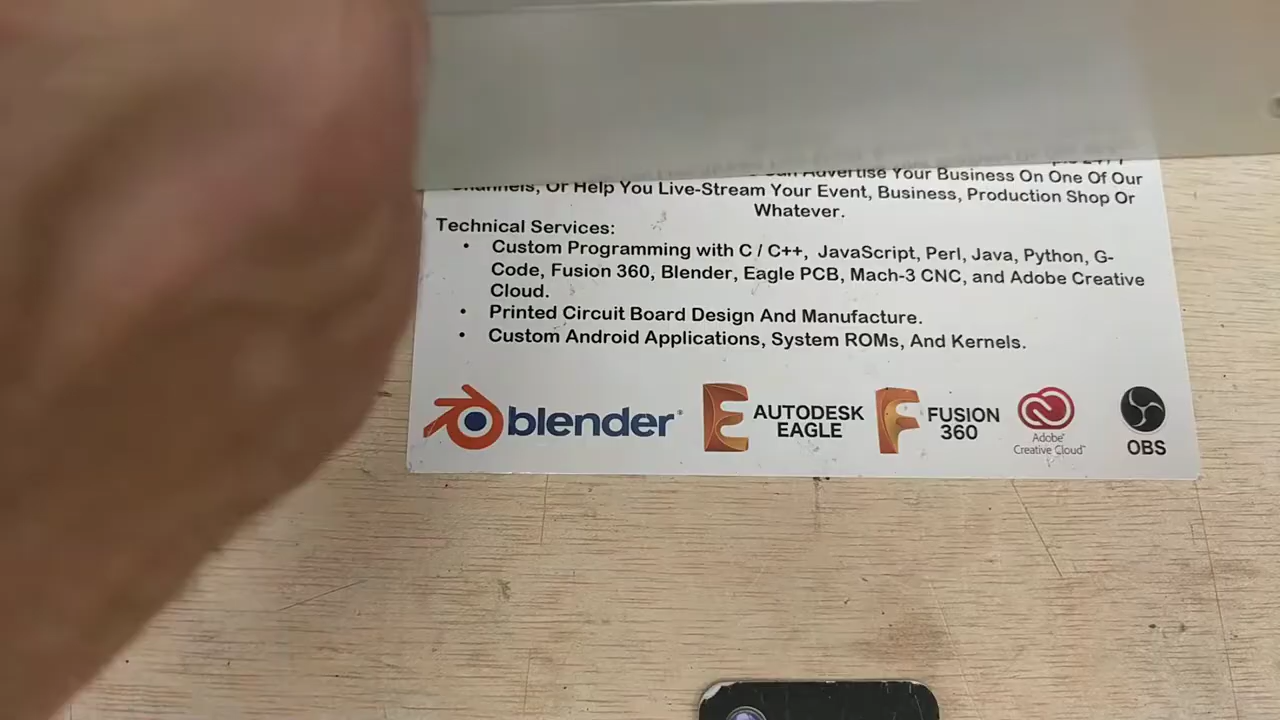 Advertise Your Business On One Of Our
Channels, Or Help You Live-Stream Your Event, Business, Production Shop Or
Whatever.
Technical Services:
• Custom Programming with C / C++, JavaScript, Perl, Java, Python, G-
Code, Fusion 360, Blender, Eagle PCB, Mach-3 CNC, and Adobe Creative
Cloud.
• Printed Circuit Board Design And Manufacture.
• Custom Android Applications, System ROMs, And Kernels.
blender
AUTODESK
EAGLE
FUSION
360
Adobe
Creative Cloud
OBS